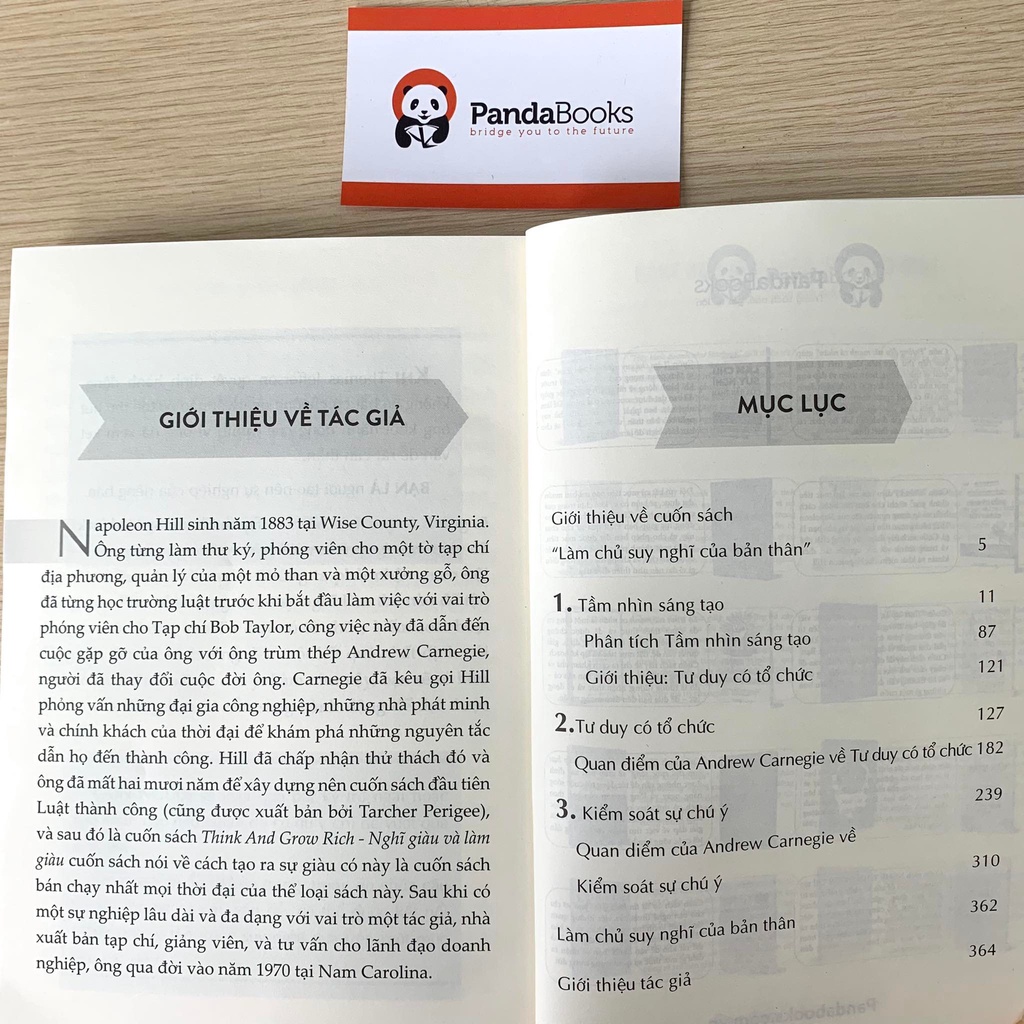 PandaBooks
bridge you to the future
GIỚI THIỆU VỀ TÁC GIẢ
Napoleon Hill sinh năm 1883 tại Wise County, Virginia.
Ông từng làm thư ký, phóng viên cho một tờ tạp chí
địa phương, quản lý của một mỏ than và một xưởng gỗ, ông
đã từng học trường luật trước khi bắt đầu làm việc với vai trò
phóng viên cho Tạp chí Bob Taylor, công việc này đã dẫn đến
cuộc gặp gỡ của ông với ông trùm thép Andrew Carnegie,
người đã thay đổi cuộc đời ông. Carnegie đã kêu gọi Hill
phỏng vấn những đại gia công nghiệp, những nhà phát minh
và chính khách của thời đại để khám phá những nguyên tắc
dẫn họ đến thành công. Hill đã chấp nhận thử thách đó và
ông đã mất hai mươi năm để xây dựng nên cuốn sách đầu tiên
Luật thành công (cũng được xuất bản bởi Tarcher Perigee),
và sau đó là cuốn sách Think And Grow Rich - Nghĩ giàu và làm
giàu cuốn sách nói về cách tạo ra sự giàu có này là cuốn sách
bán chạy nhất mọi thời đại của thể loại sách này. Sau khi có
một sự nghiệp lâu dài và đa dạng với vai trò một tác giả, nhà
xuất bản tạp chí, giảng viên, và tư vấn cho lãnh đạo doanh
nghiệp, ông qua đời vào năm 1970 tại Nam Carolina.
MỤC LỤC
Giới thiệu về cuốn sách
“Làm chủ suy nghĩ của bản thân” 5
1. Tầm nhìn sáng tạo 11
Phân tích Tầm nhìn sáng tạo 87
Giới thiệu: Tư duy có tổ chức 121
2.Tư duy có tổ chức 127
Quan điểm của Andrew Carnegie về Tư duy có tổ chức 182
3. Kiểm soát sự chú ý 239
Quan điểm của Andrew Carnegie về
Kiểm soát sự chú ý 310
Làm chủ suy nghĩ của bản thân 362
Giới thiệu tác giả 364